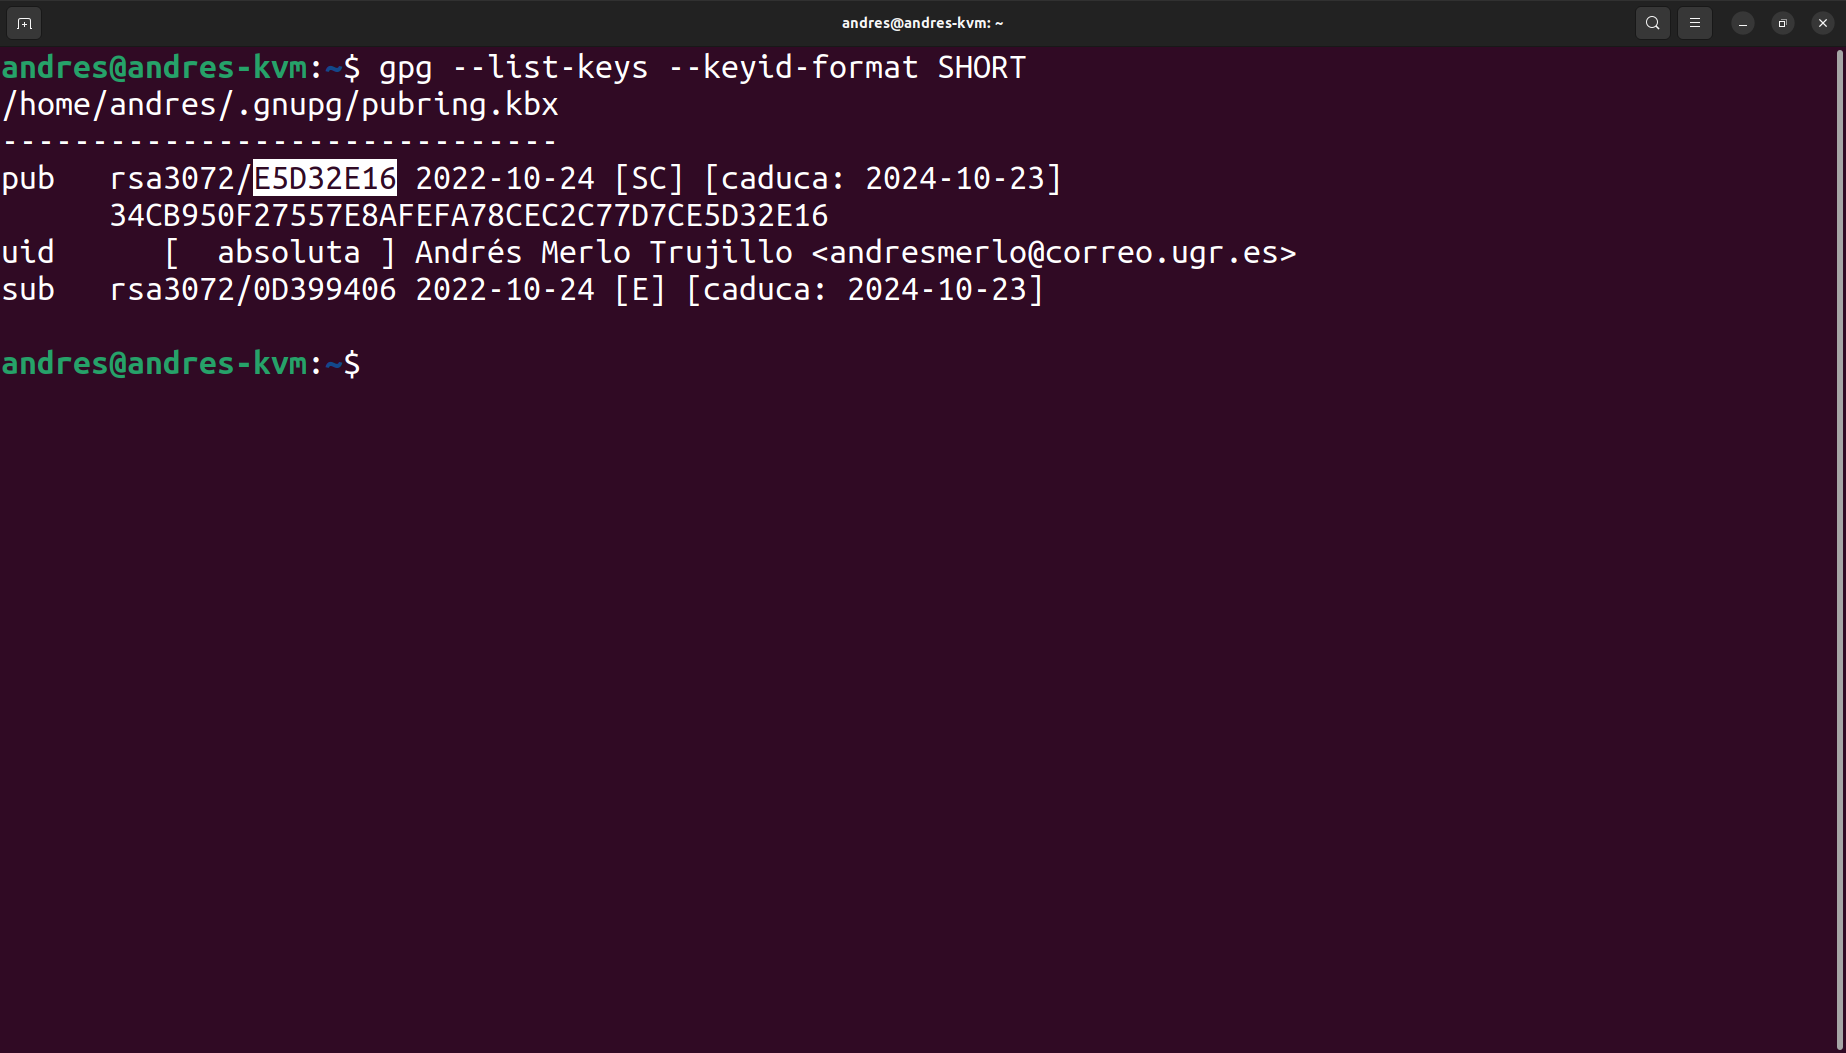 andres@andres-kvm: ~
andres@andres-kvm:~$ gpg --list-keys --keyid-format SHORT
/home/andres/.gnupg/pubring.kbx
-------------------------------
pub   rsa3072/E5D32E16 2022-10-24 [SC] [caduca: 2024-10-23]
      34CB950F27557E8AFEFA78CEC2C77D7CE5D32E16
uid         [  absoluta ] Andrés Merlo Trujillo <andresmerlo@correo.ugr.es>
sub   rsa3072/0D399406 2022-10-24 [E] [caduca: 2024-10-23]
andres@andres-kvm:~$